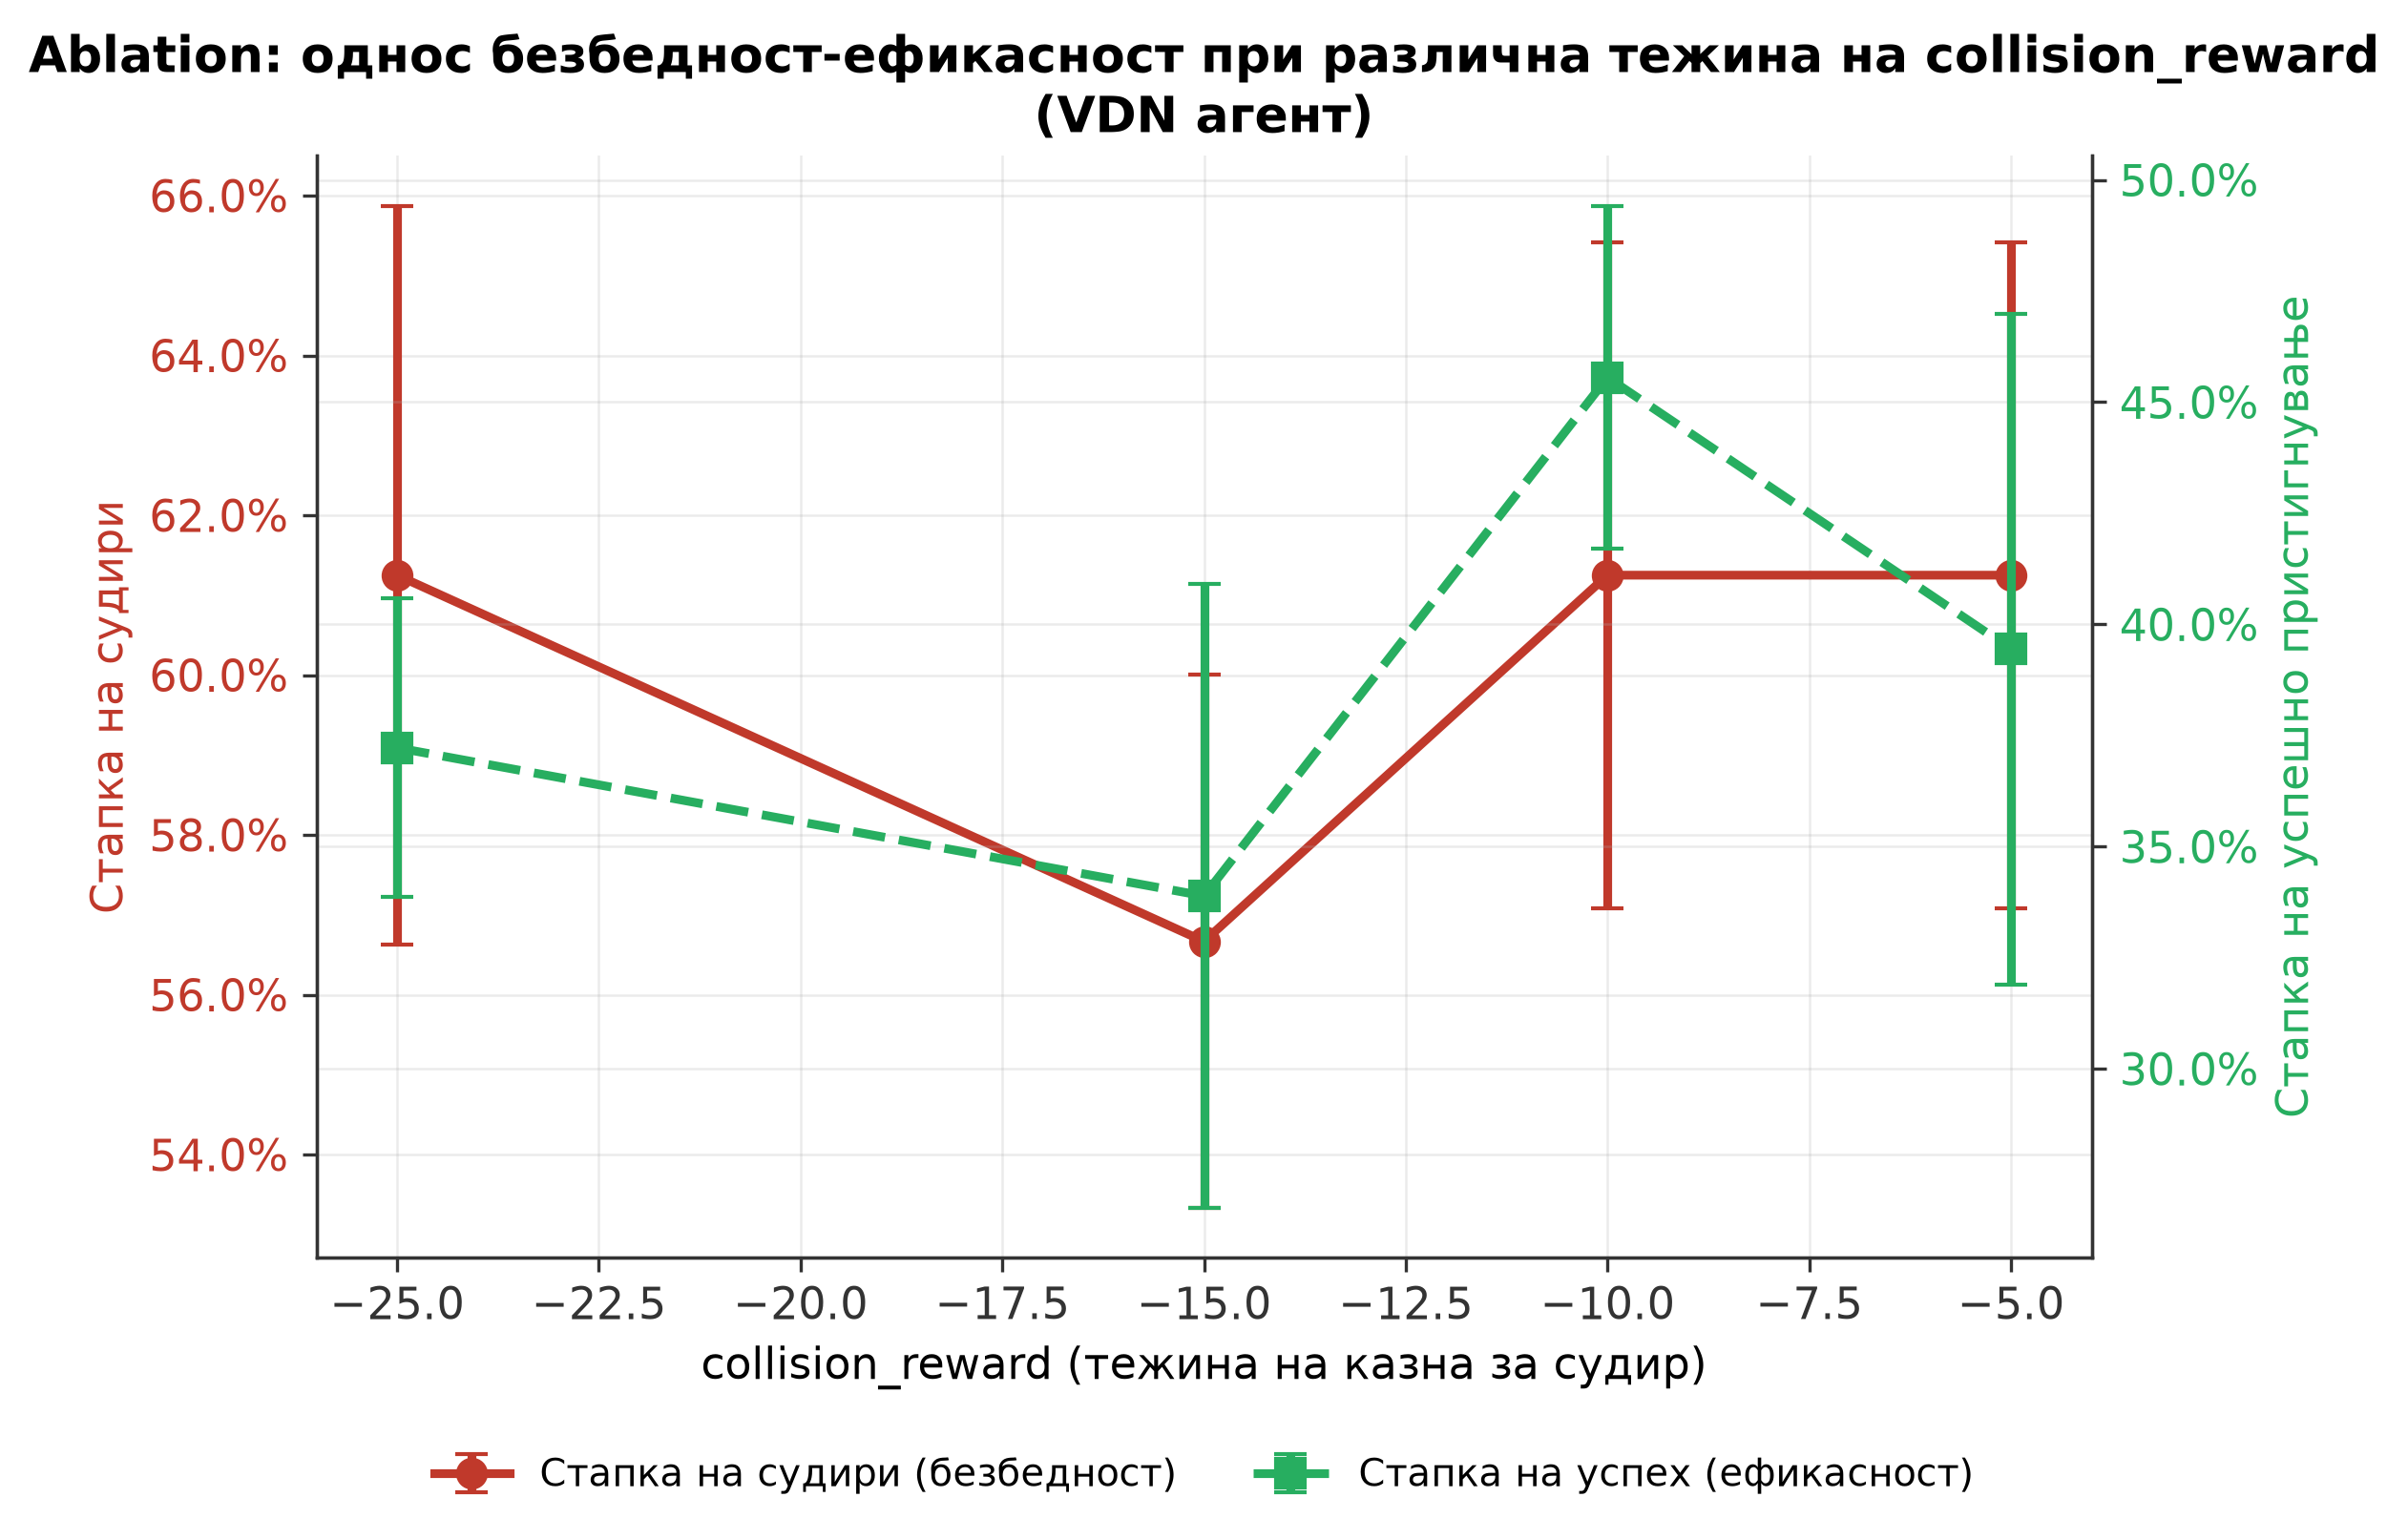 Ablation: однос безбедност-ефикасност при различна тежина на collision_reward
(VDN агент)
Стапка на судири
66.0%
64.0%
62.0%
60.0%
58.0%
56.0%
54.0%
50.0%
45.0%
40.0%
35.0%
30.0%
Стапка на успешно пристигнување
−25.0 −22.5 −20.0 −17.5 −15.0 −12.5 −10.0 −7.5 −5.0
collision_reward (тежина на казна за судир)
Стапка на судири (безбедност) Стапка на успех (ефикасност)